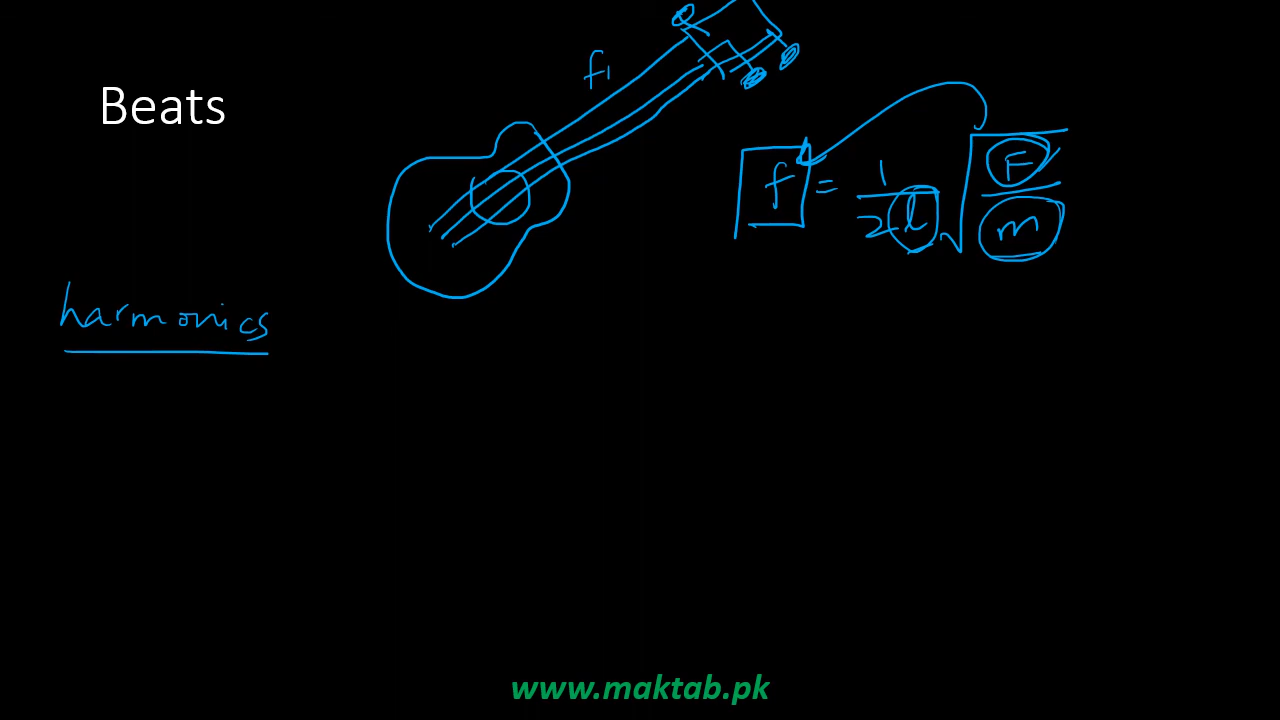 Beats
f1
f = 1/2l √F/m
harmonics
www.maktab.pk